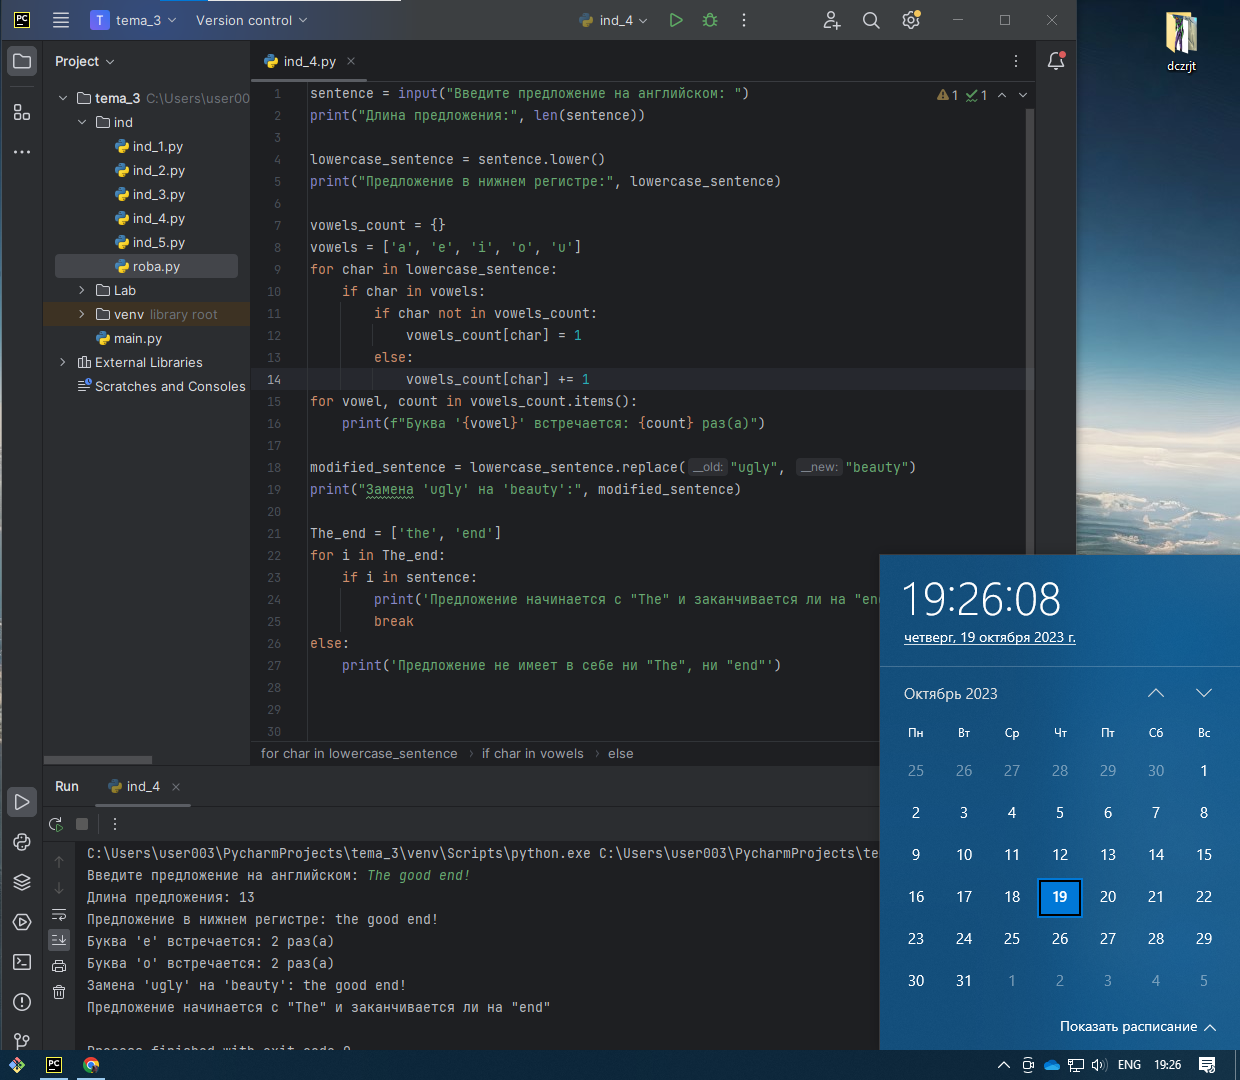 PC
T
tema_3
Version control
ind_4
dczrjt
Project
tema_3 C:\Users\user00
ind
ind_1.py
ind_2.py
ind_3.py
ind_4.py
ind_5.py
roba.py
Lab
venv library root
main.py
External Libraries
Scratches and Consoles
ind_4.py
1 1
1 sentence = input("Введите предложение на английском: ")
2 print("Длина предложения:", len(sentence))
3
4 lowercase_sentence = sentence.lower()
5 print("Предложение в нижнем регистре:", lowercase_sentence)
6
7 vowels_count = {}
8 vowels = ['a', 'e', 'i', 'o', 'u']
9 for char in lowercase_sentence:
10 if char in vowels:
11 if char not in vowels_count:
12 vowels_count[char] = 1
13 else:
14 vowels_count[char] += 1
15 for vowel, count in vowels_count.items():
16 print(f"Буква '{vowel}' встречается: {count} раз(а)")
17
18 modified_sentence = lowercase_sentence.replace(__old: "ugly", __new: "beauty")
19 print("Замена 'ugly' на 'beauty':", modified_sentence)
20
21 The_end = ['the', 'end']
22 for i in The_end:
23 if i in sentence:
24 print('Предложение начинается с "The" и заканчивается ли на "en
25 break
26 else:
27 print('Предложение не имеет в себе ни "The", ни "end"')
28
29
30
for char in lowercase_sentence › if char in vowels › else
Run
ind_4
C:\Users\user003\PycharmProjects\tema_3\venv\Scripts\python.exe C:\Users\user003\PycharmProjects\te
Введите предложение на английском: The good end!
Длина предложения: 13
Предложение в нижнем регистре: the good end!
Буква 'e' встречается: 2 раз(а)
Буква 'o' встречается: 2 раз(а)
Замена 'ugly' на 'beauty': the good end!
Предложение начинается с "The" и заканчивается ли на "end"
Process finished with exit code 0
19:26:08
четверг, 19 октября 2023 г.
Октябрь 2023
Пн Вт Ср Чт Пт Сб Вс
25 26 27 28 29 30 1
2 3 4 5 6 7 8
9 10 11 12 13 14 15
16 17 18 19 20 21 22
23 24 25 26 27 28 29
30 31 1 2 3 4 5
Показать расписание
PC
ENG
19:26